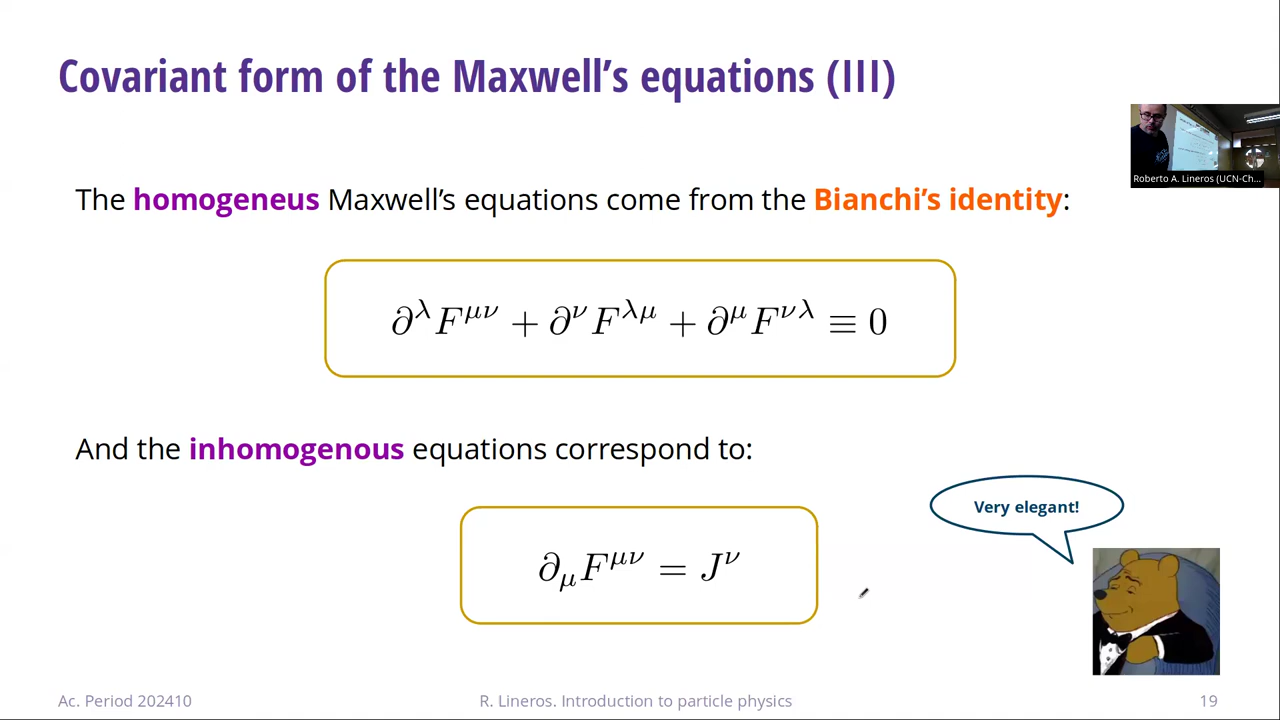 Covariant form of the Maxwell’s equations (III)
Roberto A. Lineros (UCN-Ch...
The homogeneus Maxwell’s equations come from the Bianchi’s identity:
∂^λ F^{μν} + ∂^ν F^{λμ} + ∂^μ F^{νλ} ≡ 0
And the inhomogenous equations correspond to:
Very elegant!
∂_μ F^{μν} = J^ν
Ac. Period 202410
R. Lineros. Introduction to particle physics
19